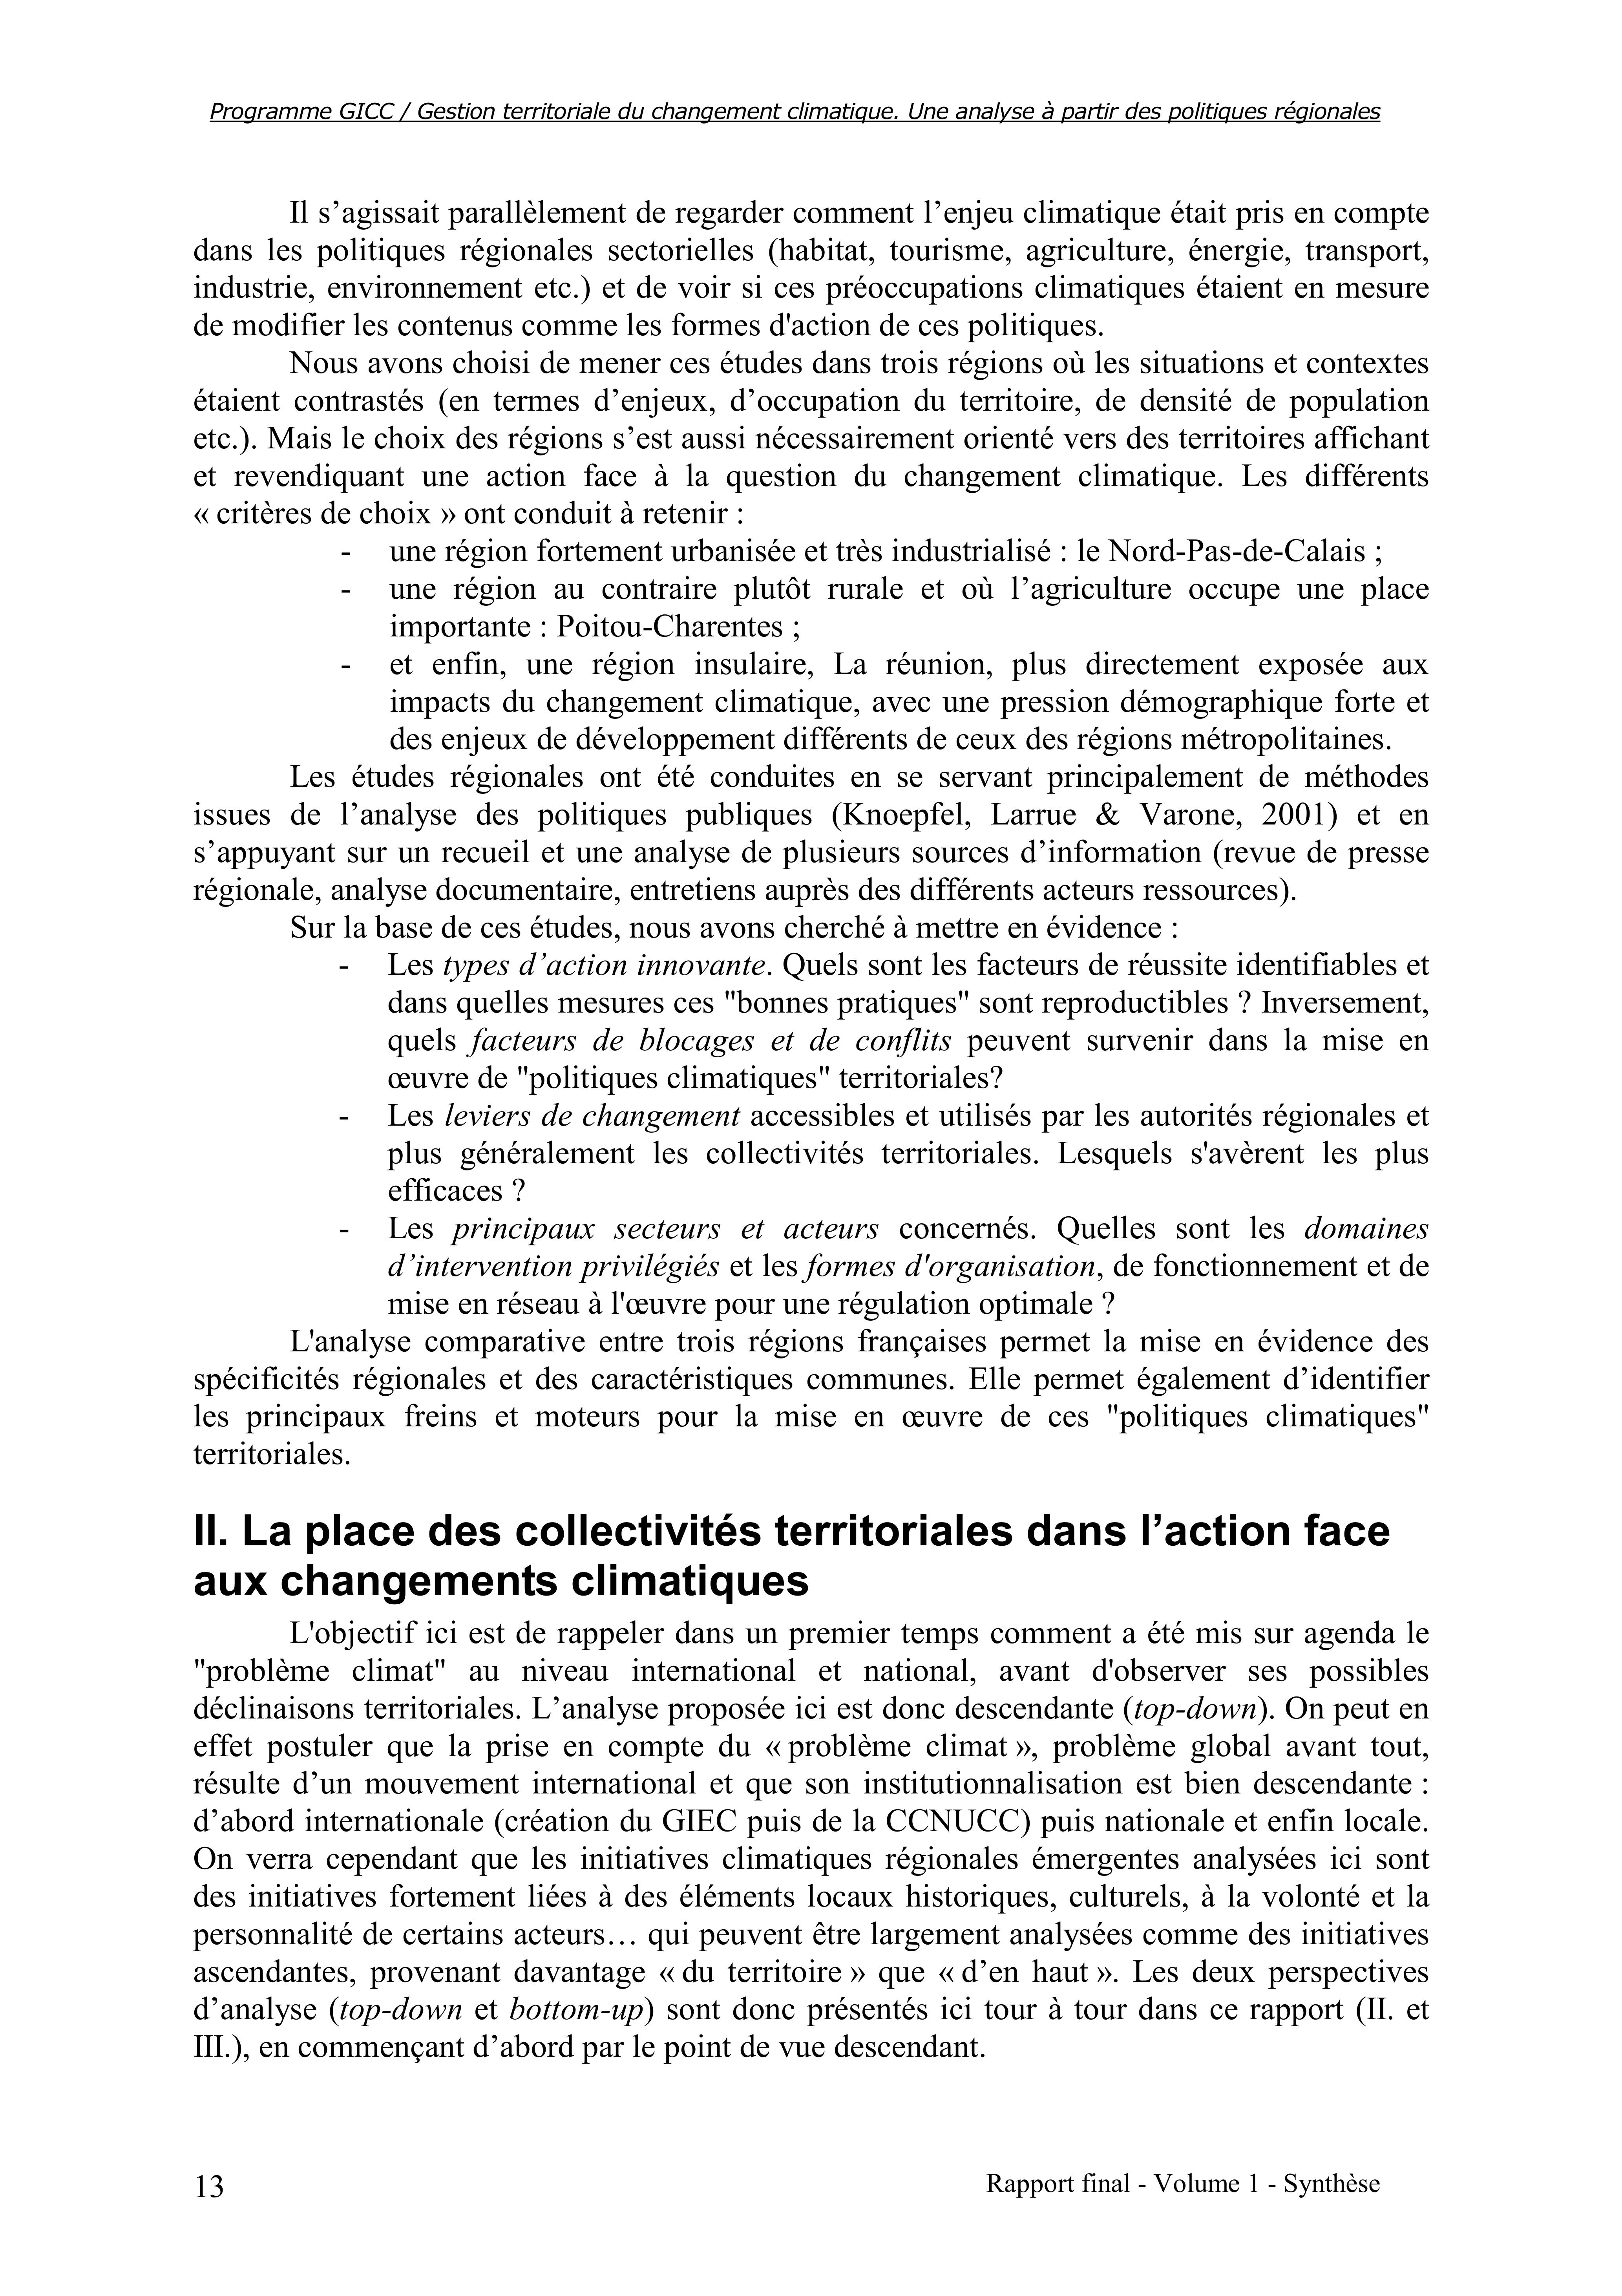 Programme GICC / Gestion territoriale du changement climatique. Une analyse à partir des politiques régionales
Il s’agissait parallèlement de regarder comment l’enjeu climatique était pris en compte
dans les politiques régionales sectorielles (habitat, tourisme, agriculture, énergie, transport,
industrie, environnement etc.) et de voir si ces préoccupations climatiques étaient en mesure
de modifier les contenus comme les formes d'action de ces politiques.
Nous avons choisi de mener ces études dans trois régions où les situations et contextes
étaient contrastés (en termes d’enjeux, d’occupation du territoire, de densité de population
etc.). Mais le choix des régions s’est aussi nécessairement orienté vers des territoires affichant
et revendiquant une action face à la question du changement climatique. Les différents
« critères de choix » ont conduit à retenir :
- une région fortement urbanisée et très industrialisé : le Nord-Pas-de-Calais ;
- une région au contraire plutôt rurale et où l’agriculture occupe une place
importante : Poitou-Charentes ;
- et enfin, une région insulaire, La réunion, plus directement exposée aux
impacts du changement climatique, avec une pression démographique forte et
des enjeux de développement différents de ceux des régions métropolitaines.
Les études régionales ont été conduites en se servant principalement de méthodes
issues de l’analyse des politiques publiques (Knoepfel, Larrue & Varone, 2001) et en
s’appuyant sur un recueil et une analyse de plusieurs sources d’information (revue de presse
régionale, analyse documentaire, entretiens auprès des différents acteurs ressources).
Sur la base de ces études, nous avons cherché à mettre en évidence :
- Les types d’action innovante. Quels sont les facteurs de réussite identifiables et
dans quelles mesures ces "bonnes pratiques" sont reproductibles ? Inversement,
quels facteurs de blocages et de conflits peuvent survenir dans la mise en
œuvre de "politiques climatiques" territoriales?
- Les leviers de changement accessibles et utilisés par les autorités régionales et
plus généralement les collectivités territoriales. Lesquels s'avèrent les plus
efficaces ?
- Les principaux secteurs et acteurs concernés. Quelles sont les domaines
d’intervention privilégiés et les formes d'organisation, de fonctionnement et de
mise en réseau à l'œuvre pour une régulation optimale ?
L'analyse comparative entre trois régions françaises permet la mise en évidence des
spécificités régionales et des caractéristiques communes. Elle permet également d’identifier
les principaux freins et moteurs pour la mise en œuvre de ces "politiques climatiques"
territoriales.
II. La place des collectivités territoriales dans l’action face
aux changements climatiques
L'objectif ici est de rappeler dans un premier temps comment a été mis sur agenda le
"problème climat" au niveau international et national, avant d'observer ses possibles
déclinaisons territoriales. L’analyse proposée ici est donc descendante (top-down). On peut en
effet postuler que la prise en compte du « problème climat », problème global avant tout,
résulte d’un mouvement international et que son institutionnalisation est bien descendante :
d’abord internationale (création du GIEC puis de la CCNUCC) puis nationale et enfin locale.
On verra cependant que les initiatives climatiques régionales émergentes analysées ici sont
des initiatives fortement liées à des éléments locaux historiques, culturels, à la volonté et la
personnalité de certains acteurs… qui peuvent être largement analysées comme des initiatives
ascendantes, provenant davantage « du territoire » que « d’en haut ». Les deux perspectives
d’analyse (top-down et bottom-up) sont donc présentés ici tour à tour dans ce rapport (II. et
III.), en commençant d’abord par le point de vue descendant.
13 Rapport final - Volume 1 - Synthèse